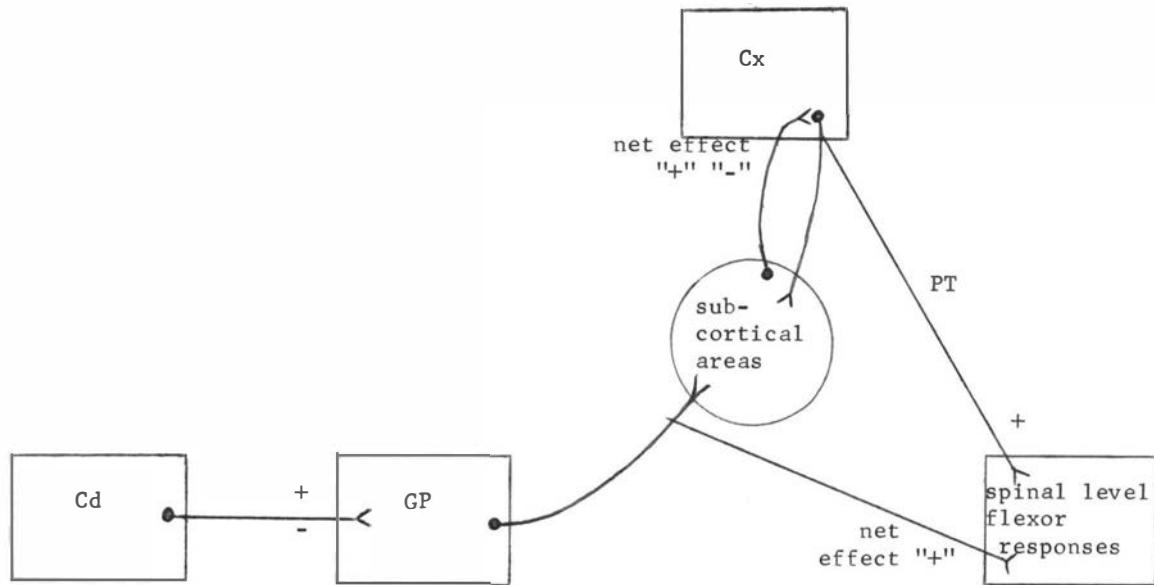 Cx
net effect
"+" "-"
PT
sub-
cortical
areas
+
Cd
+
-
GP
spinal level
flexor
responses
net
effect "+"